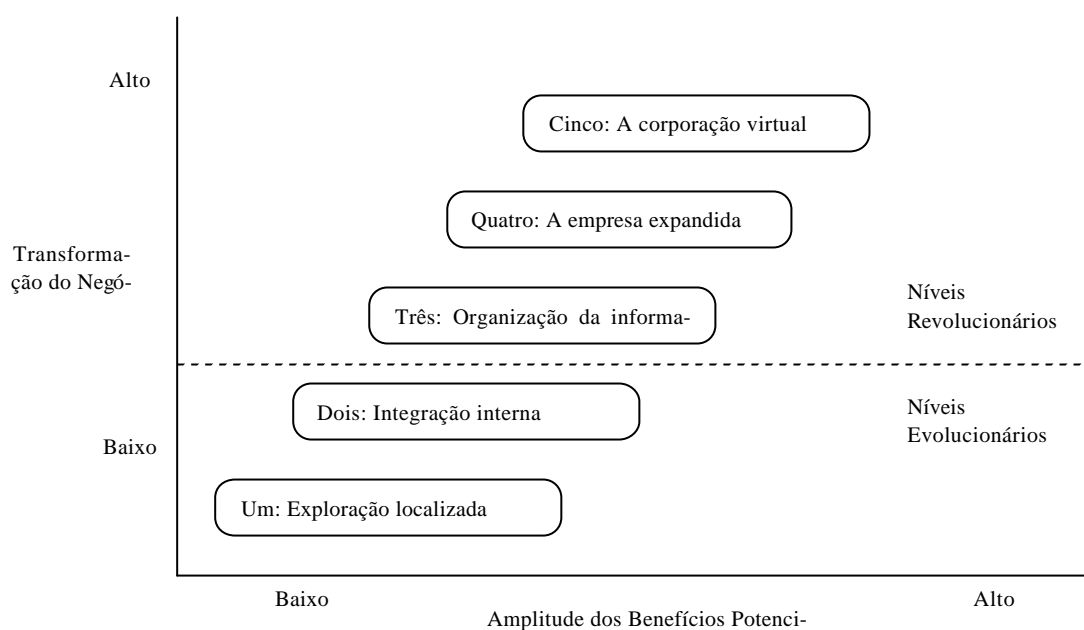 Alto
Cinco: A corporação virtual
Quatro: A empresa expandida
Transforma-
ção do Negó-
Três: Organização da informa-
Níveis
Revolucionários
Dois: Integração interna
Níveis
Evolucionários
Baixo
Um: Exploração localizada
Baixo
Alto
Amplitude dos Benefícios Potenci-